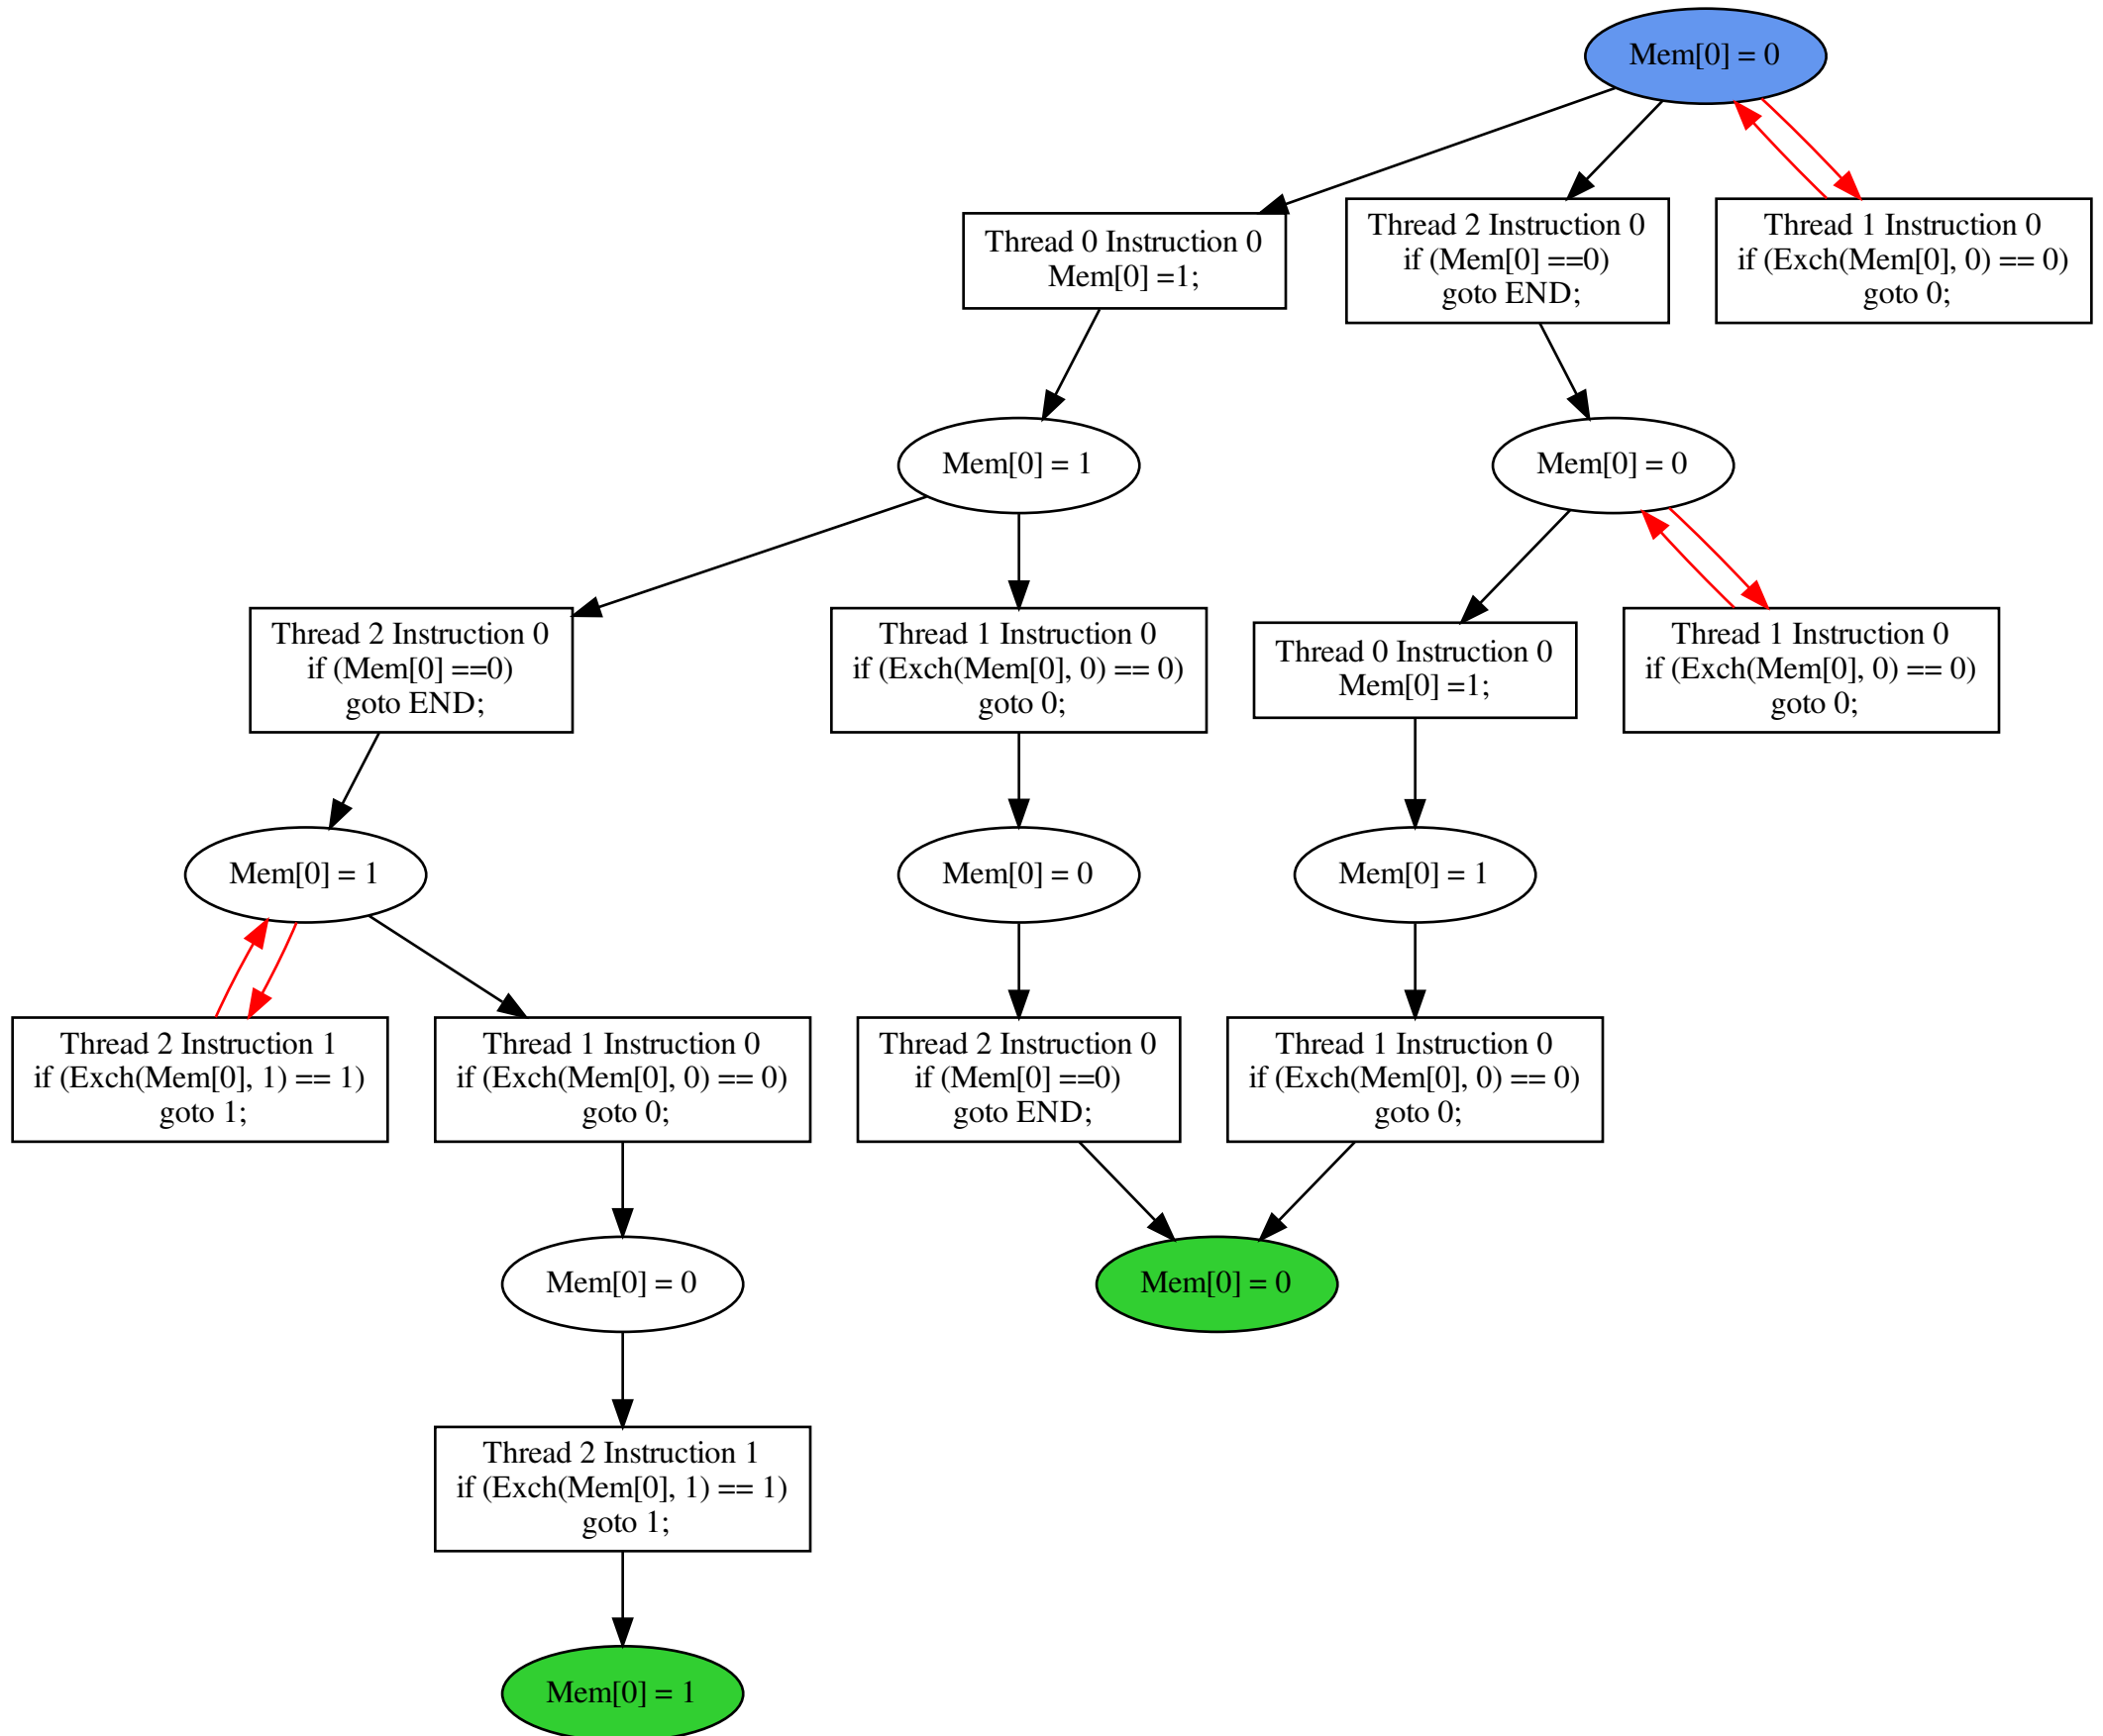 Mem[0] = 0
Thread 0 Instruction 0
Mem[0] =1;
Thread 2 Instruction 0
if (Mem[0] ==0)
goto END;
Thread 1 Instruction 0
if (Exch(Mem[0], 0) == 0)
goto 0;
Mem[0] = 1
Mem[0] = 0
Thread 2 Instruction 0
if (Mem[0] ==0)
goto END;
Thread 1 Instruction 0
if (Exch(Mem[0], 0) == 0)
goto 0;
Thread 0 Instruction 0
Mem[0] =1;
Thread 1 Instruction 0
if (Exch(Mem[0], 0) == 0)
goto 0;
Mem[0] = 1
Mem[0] = 0
Mem[0] = 1
Thread 2 Instruction 1
if (Exch(Mem[0], 1) == 1)
goto 1;
Thread 1 Instruction 0
if (Exch(Mem[0], 0) == 0)
goto 0;
Thread 2 Instruction 0
if (Mem[0] ==0)
goto END;
Thread 1 Instruction 0
if (Exch(Mem[0], 0) == 0)
goto 0;
Mem[0] = 0
Mem[0] = 0
Thread 2 Instruction 1
if (Exch(Mem[0], 1) == 1)
goto 1;
Mem[0] = 1